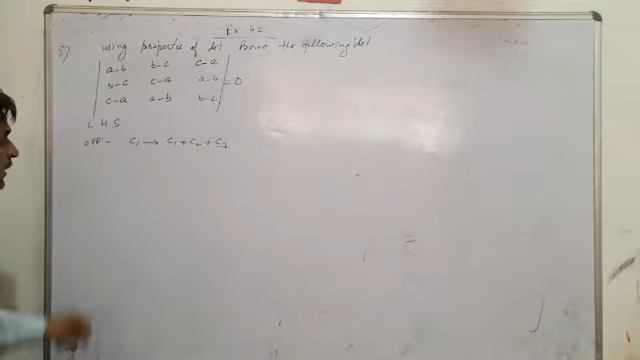 Ex 4.2
5) using properties of det Prove the following det
| a-b b-c c-a |
| b-c c-a a-b | = 0
| c-a a-b b-c |
L H S
opp- C₁ → C₁ + C₂ + C₃